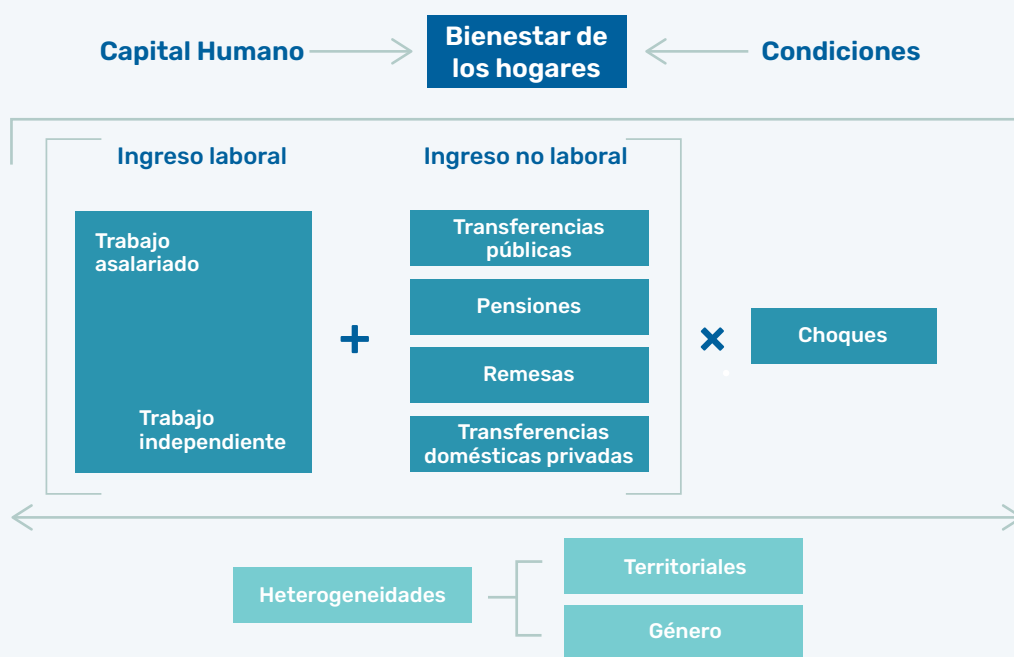 Capital Humano
Bienestar de
los hogares
Condiciones
Ingreso laboral
Ingreso no laboral
Trabajo
asalariado
Trabajo
independiente
+
Transferencias
públicas
Pensiones
Remesas
Transferencias
domésticas privadas
×
Choques
Heterogeneidades
Territoriales
Género